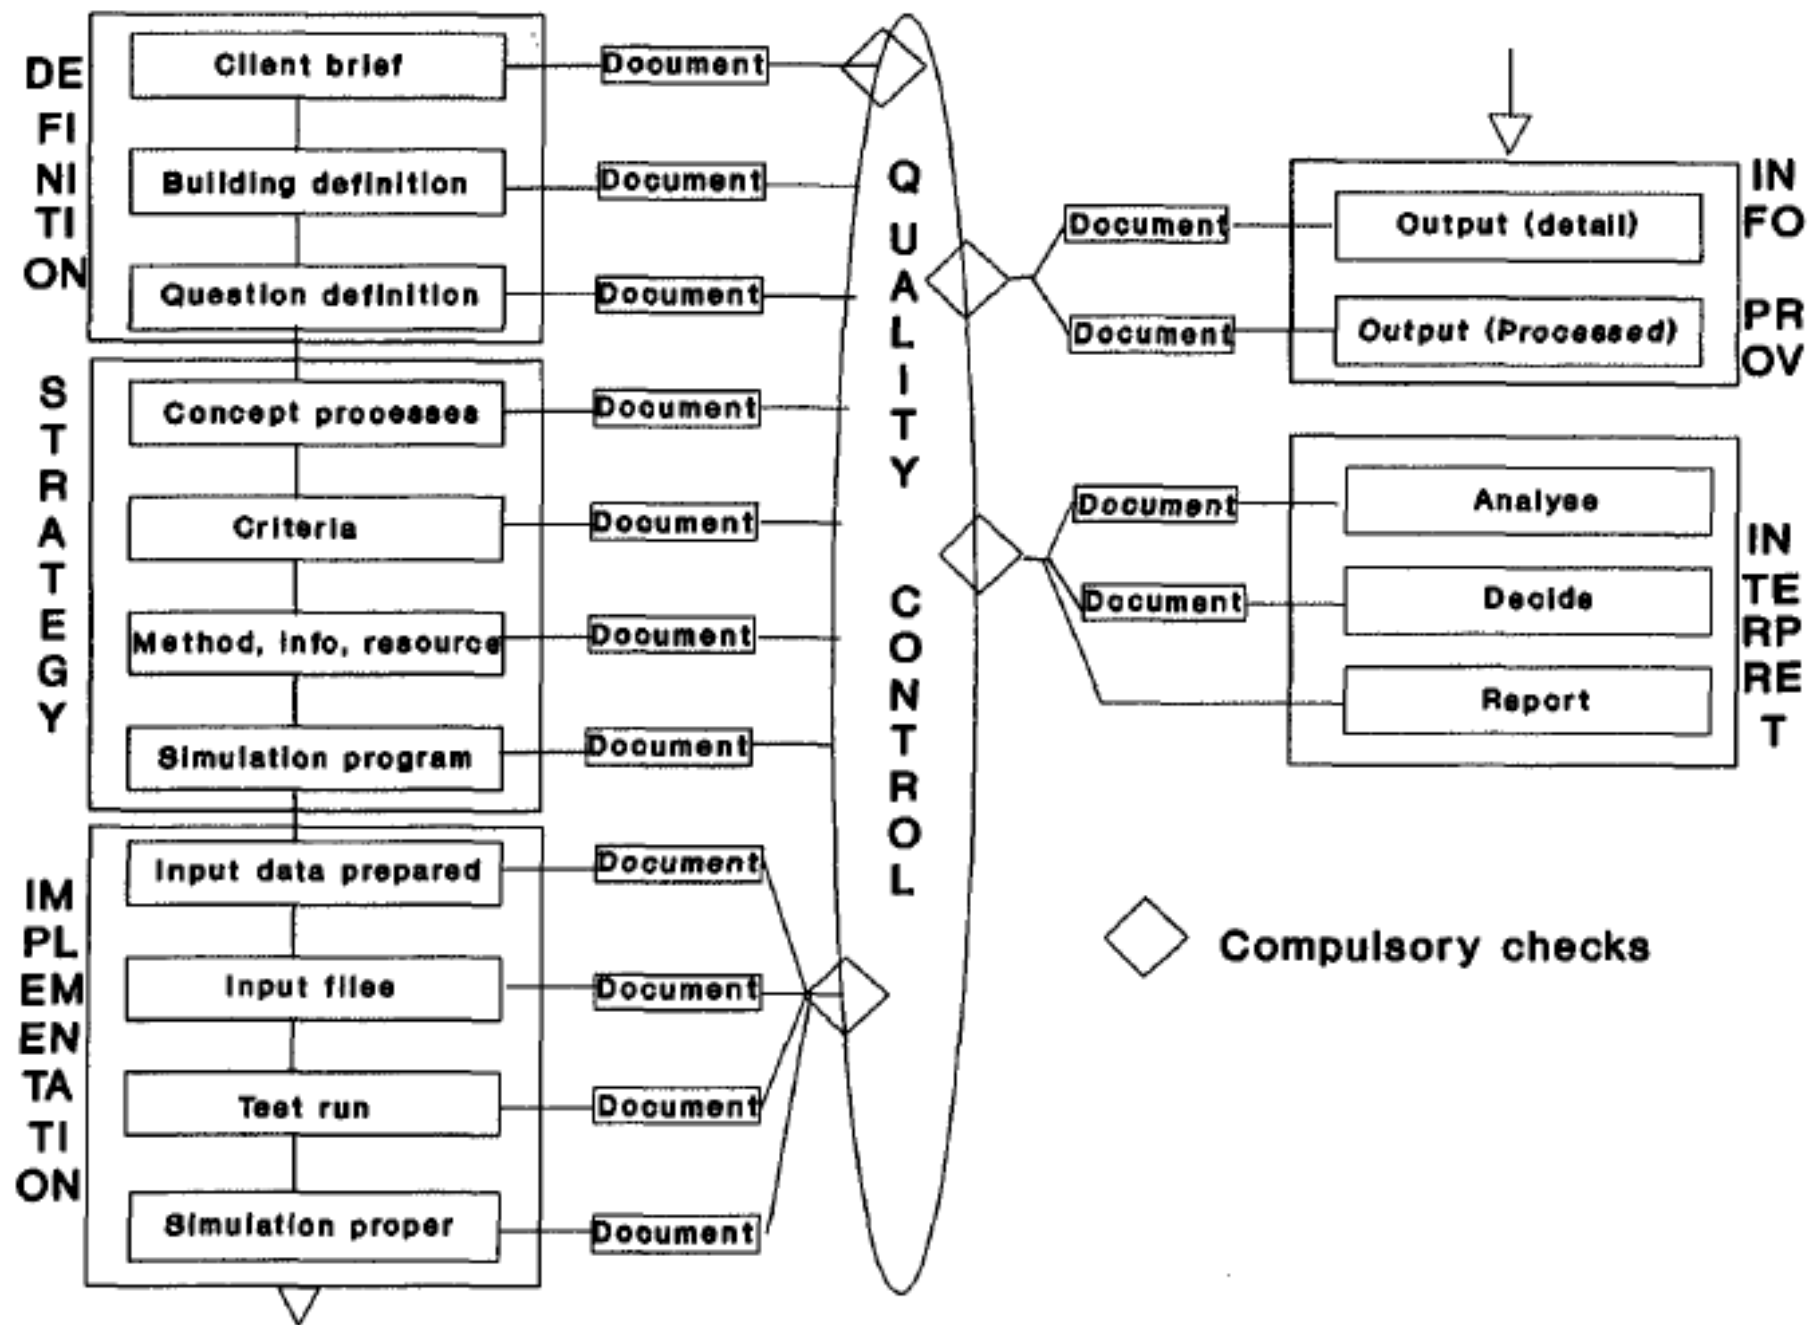 DE
FI
NI
TI
ON
Client brief
Document
Building definition
Document
Question definition
Document
S
T
R
A
T
E
G
Y
Concept processes
Document
Criteria
Document
Method, info, resource
Document
Simulation program
Document
IM
PL
EM
EN
TA
TI
ON
Input data prepared
Document
Input files
Document
Test run
Document
Simulation proper
Document
Q
U
A
L
I
T
Y
C
O
N
T
R
O
L
Document
Output (detail)
Document
Output (Processed)
IN
FO
PR
OV
Document
Analyse
Document
Decide
Report
IN
TE
RP
RE
T
Compulsory checks